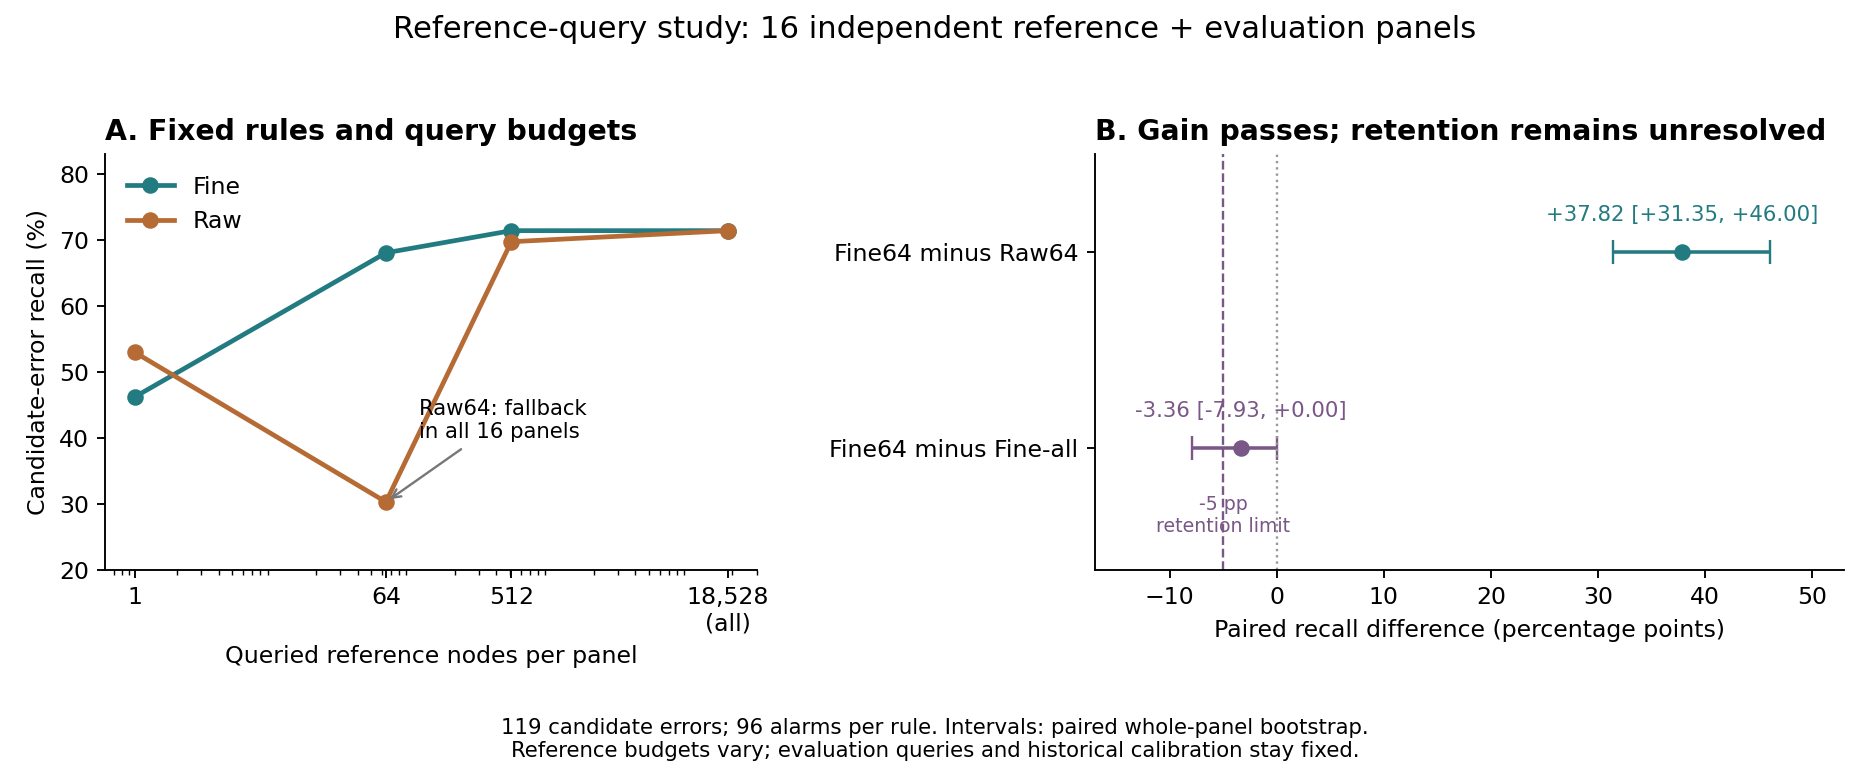 Reference-query study: 16 independent reference + evaluation panels
A. Fixed rules and query budgets
Candidate-error recall (%)
80
70
60
50
40
30
20
Fine
Raw
Raw64: fallback
in all 16 panels
1
64
512
18,528
(all)
Queried reference nodes per panel
B. Gain passes; retention remains unresolved
Fine64 minus Raw64
+37.82 [+31.35, +46.00]
Fine64 minus Fine-all
-3.36 [-7.93, +0.00]
-5 pp
retention limit
−10
0
10
20
30
40
50
Paired recall difference (percentage points)
119 candidate errors; 96 alarms per rule. Intervals: paired whole-panel bootstrap.
Reference budgets vary; evaluation queries and historical calibration stay fixed.